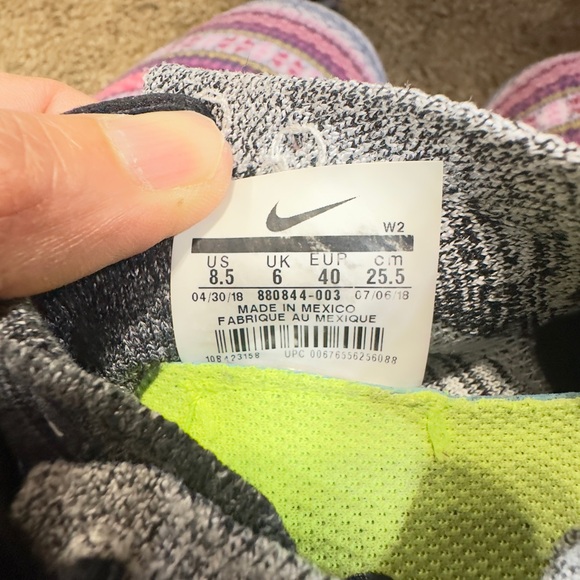 W2
US UK EUR cm
8.5 6 40 25.5
04/30/18 880844-003 07/06/18
MADE IN MEXICO
FABRIQUE AU MEXIQUE
108423158 UPC 00676556256088